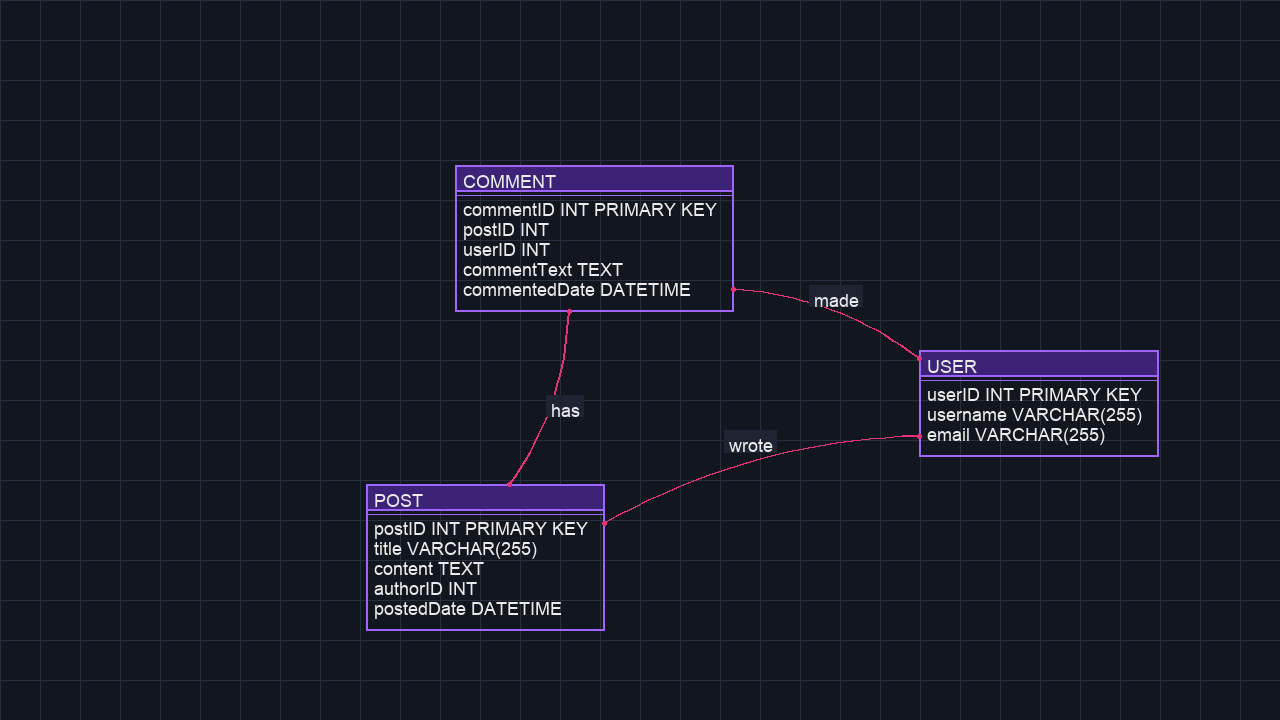 COMMENT
commentID INT PRIMARY KEY
postID INT
userID INT
commentText TEXT
commentedDate DATETIME
made
USER
userID INT PRIMARY KEY
username VARCHAR(255)
email VARCHAR(255)
has
wrote
POST
postID INT PRIMARY KEY
title VARCHAR(255)
content TEXT
authorID INT
postedDate DATETIME